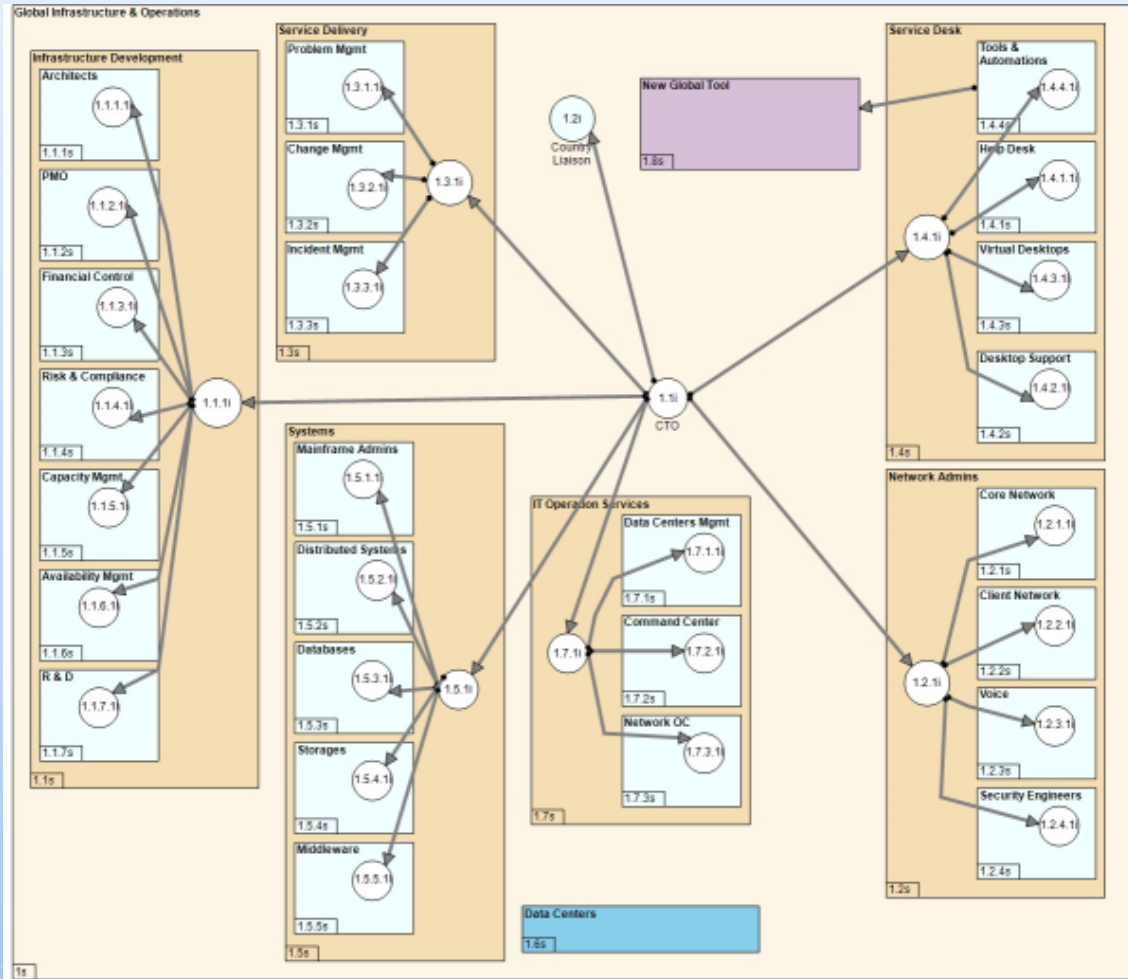 Global Infrastructure & Operations
Infrastructure Development
Architects
1.1.1.1i
1.1.1s
PMO
1.1.2.1i
1.1.2s
Financial Control
1.1.3.1i
1.1.3s
Risk & Compliance
1.1.4.1i
1.1.4s
Capacity Mgmt
1.1.5.1i
1.1.5s
Availability Mgmt
1.1.6.1i
1.1.6s
R & D
1.1.7.1i
1.1.7s
1.1s
1.1.1i
Service Delivery
Problem Mgmt
1.3.1.1i
1.3.1s
Change Mgmt
1.3.2.1i
1.3.2s
Incident Mgmt
1.3.3.1i
1.3.3s
1.3s
1.3.1i
1.2i
Country
Liaison
New Global Tool
1.8s
1.1i
CTO
Service Desk
Tools &
Automations
1.4.4.1i
1.4.4s
Help Desk
1.4.1.1i
1.4.1s
Virtual Desktops
1.4.3.1i
1.4.3s
Desktop Support
1.4.2.1i
1.4.2s
1.4s
1.4.1i
Systems
Mainframe Admins
1.5.1.1
1.5.1s
Distributed Systems
1.5.2.1i
1.5.2s
Databases
1.5.3.1i
1.5.3s
Storages
1.5.4.1i
1.5.4s
Middleware
1.5.5.1i
1.5.5s
1.5s
1.5.1i
IT Operation Services
Data Centers Mgmt
1.7.1.1i
1.7.1s
Command Center
1.7.2.1i
1.7.2s
Network OC
1.7.3.1i
1.7.3s
1.7s
1.7.1i
Network Admins
Core Network
1.2.1.1i
1.2.1s
Client Network
1.2.2.1i
1.2.2s
Voice
1.2.3.1i
1.2.3s
Security Engineers
1.2.4.1i
1.2.4s
1.2s
1.2.1i
Data Centers
1.6s
1s